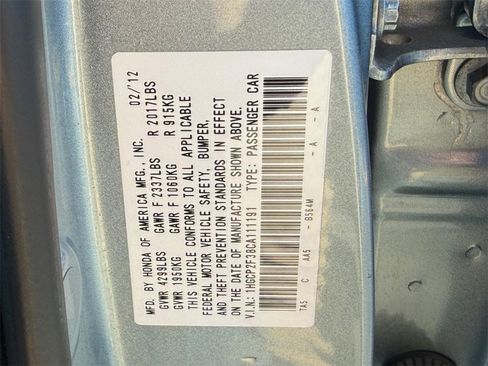 MFD. BY HONDA OF AMERICA MFG., INC. 02/'12
GVWR 4299LBS GAWR F 2337LBS R 2017LBS
GVWR 1950KG GAWR F 1060KG R 915KG
THIS VEHICLE CONFORMS TO ALL APPLICABLE
FEDERAL MOTOR VEHICLE SAFETY, BUMPER,
AND THEFT PREVENTION STANDARDS IN EFFECT
ON THE DATE OF MANUFACTURE SHOWN ABOVE.
V.I.N.: 1HGCP2F38CA111191 TYPE: PASSENGER CAR
TA5 C AA5 - B564M - A - A